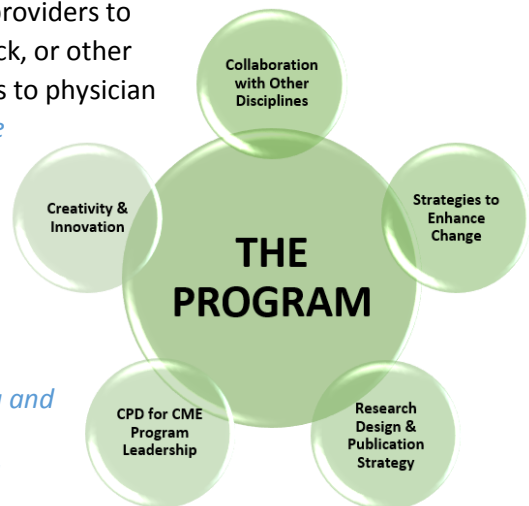 providers to
ck, or other
s to physician
e
and
Collaboration
with Other
Disciplines
Creativity &
Innovation
Strategies to
Enhance
Change
THE
PROGRAM
CPD for CME
Program
Leadership
Research
Design &
Publication
Strategy